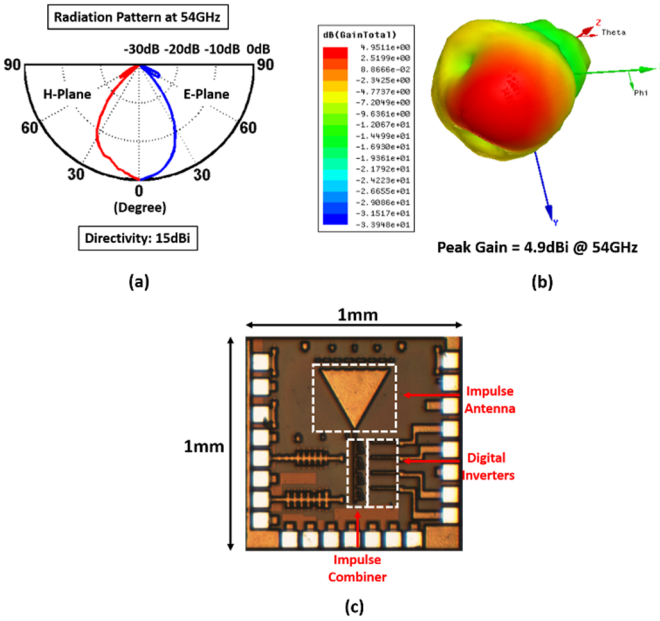 Radiation Pattern at 54GHz
-30dB -20dB -10dB 0dB
90 90
H-Plane E-Plane
60 60
30 30
0
(Degree)
Directivity: 15dBi
(a)
dB(GainTotal)
4.9511e+00
2.5199e+00
8.8666e-02
-2.3425e+00
-4.7737e+00
-7.2049e+00
-9.6361e+00
-1.2067e+01
-1.4499e+01
-1.6930e+01
-1.9361e+01
-2.1792e+01
-2.4223e+01
-2.6655e+01
-2.9086e+01
-3.1517e+01
-3.3948e+01
Z
Theta
Phi
Y
Peak Gain = 4.9dBi @ 54GHz
(b)
1mm
1mm
Impulse
Antenna
Digital
Inverters
Impulse
Combiner
(c)